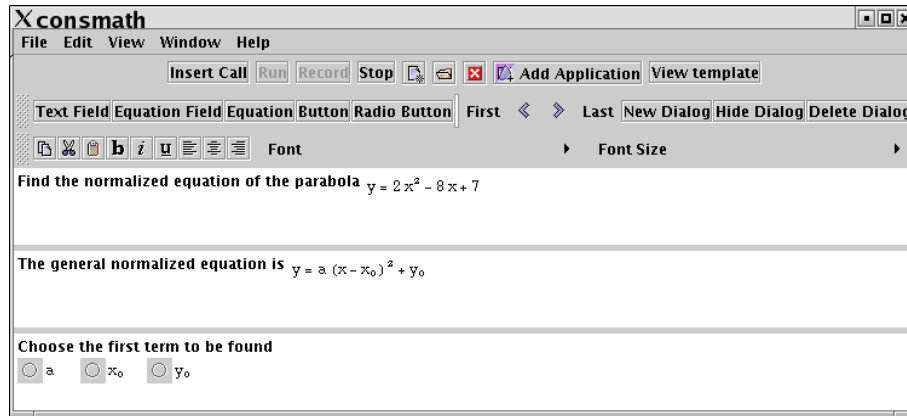 X consmath
File Edit View Window Help
Insert Call Run Record Stop Add Application View template
Text Field Equation Field Equation Button Radio Button First Last New Dialog Hide Dialog Delete Dialog
b i u Font Font Size
Find the normalized equation of the parabola y = 2 x² – 8 x + 7
The general normalized equation is y = a (x – x₀)² + y₀
Choose the first term to be found
a x₀ y₀